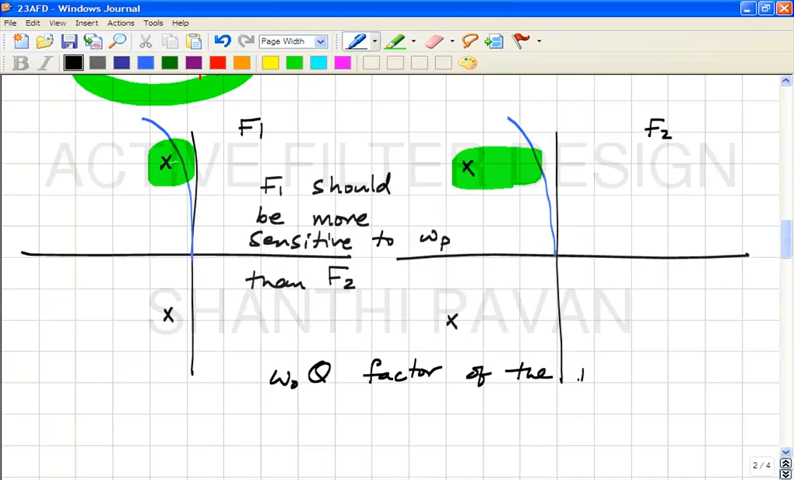 23AFD - Windows Journal
File Edit View Insert Actions Tools Help
Page Width
B I
F1
F2
ACTIVE FILTER DESIGN
x
x
F1 should
be more
sensitive to ωp
than F2
SHANTHI PAVAN
x
x
ω0 Q factor of the
2 / 4